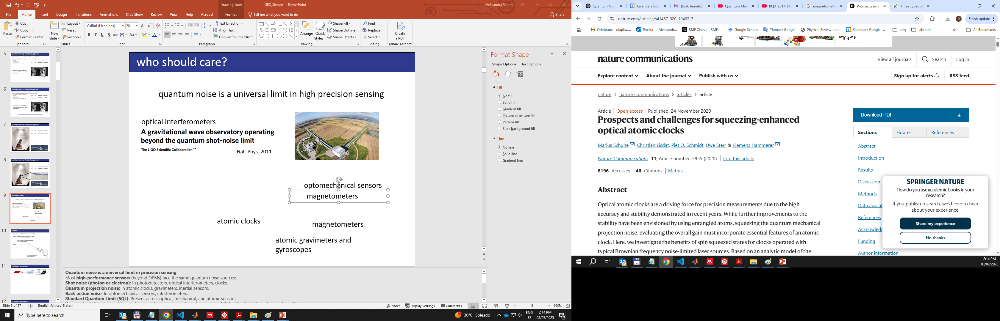 Drawing Tools
GRS_Sierant - PowerPoint
Aleksandra Sierant
File Home Insert Design Transitions Animations Slide Show Review View Help Acrobat Format Tell me what you want to do Share
Paste
Cut
Copy
Format Painter
Clipboard
New Slide
Layout
Reset
Section
Slides
Calibri (Headings) 20
B I U S abc AV Aa A
Font
Text Direction
Align Text
Convert to SmartArt
Paragraph
Arrange
Quick Styles
Shape Fill
Shape Outline
Shape Effects
Drawing
Find
Replace
Select
Editing
Create a PDF
Adobe Acrobat
5
6
7
8
9
10
11
12
who should care?
quantum noise is a universal limit in high precision sensing
optical interferometers
A gravitational wave observatory operating
beyond the quantum shot-noise limit
The LIGO Scientific Collaboration †*
Nat .Phys. 2011
optomechanical sensors
magnetometers
atomic clocks
magnetometers
atomic gravimeters and
gyroscopes
Format Shape
Shape Options Text Options
Fill
No fill
Solid fill
Gradient fill
Picture or texture fill
Pattern fill
Slide background fill
Line
No line
Solid line
Gradient line
Quantum noise is a universal limit in precision sensing
Most high-performance sensors (beyond OPMs) face the same quantum noise sources:
Shot noise (photon or electron): In photodetectors, optical interferometers, clocks.
Quantum projection noise: In atomic clocks, gravimeters, inertial sensors.
Back-action noise: In optomechanical sensors, interferometers.
Standard Quantum Limit (SQL): Present across optical, mechanical, and atomic sensors.
Slide 9 of 97 English (United States) Notes Display Settings Comments 100%
Type here to search
30°C Soleado
ENG
ES
2:14 PM
03/07/2025
9
Quantum Nois
Kalendarz Goo
(brak tematu)
Quantum Met
BQIT 2017: Mo
magnetomete
Prospects and
Three types of
nature.com/articles/s41467-020-19403-7
Finish update
Odebrane - olaplaw...
Poczta — Aleksandr...
RMF Classic - RMF...
Google Scholar
Tłumacz Google
Physical Review Jou...
Kalendarz Google -...
adq
labtours
All Bookmarks
nature communications
View all journals Search Log in
Explore content About the journal Publish with us Sign up for alerts RSS feed
nature > nature communications > articles > article
Article Open access Published: 24 November 2020
Prospects and challenges for squeezing-enhanced
optical atomic clocks
Marius Schulte, Christian Lisdat, Piet O. Schmidt, Uwe Sterr & Klemens Hammerer
Nature Communications 11, Article number: 5955 (2020) Cite this article
8196 Accesses 46 Citations Metrics
Abstract
Optical atomic clocks are a driving force for precision measurements due to the high
accuracy and stability demonstrated in recent years. While further improvements to the
stability have been envisioned by using entangled atoms, squeezing the quantum mechanical
projection noise, evaluating the overall gain must incorporate essential features of an atomic
clock. Here, we investigate the benefits of spin squeezed states for clocks operated with
typical Brownian frequency noise-limited laser sources. Based on an analytic model of the
Download PDF
Sections Figures References
Abstract
Introduction
Results
Discussion
Methods
Data availab
References
Acknowledg
Funding
Author information
SPRINGER NATURE
How do you use academic books in your
research?
If you publish research, we'd love to hear
about your experience.
Share my experience
No thanks
2:14 PM
03/07/2025